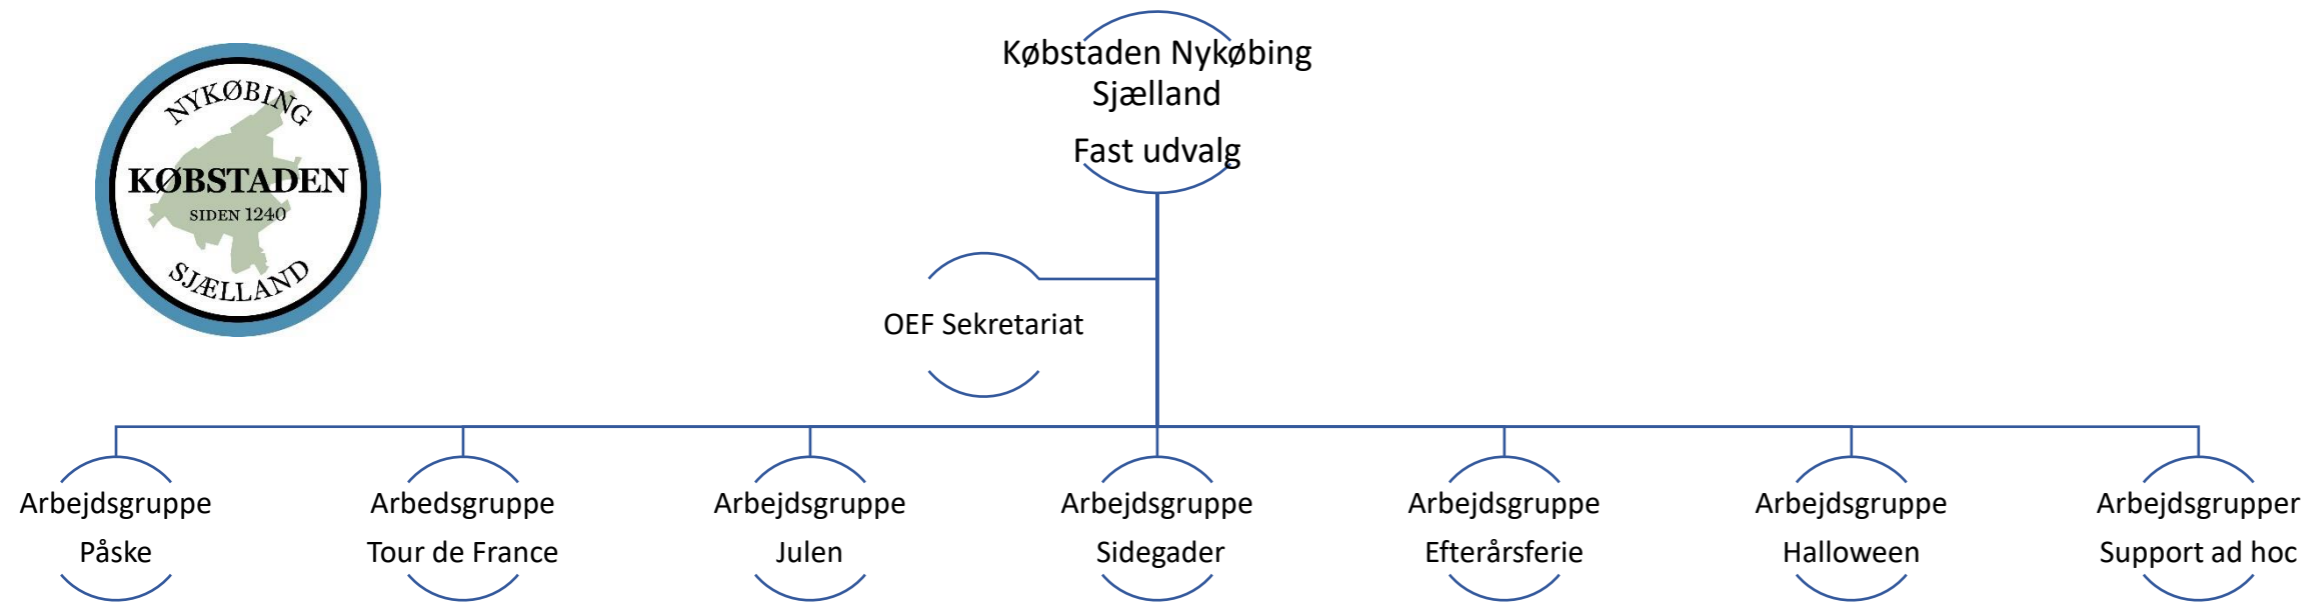 NYKØBING
KØBSTADEN
SIDEN 1240
SJÆLLAND
Købstaden Nykøbing
Sjælland
Fast udvalg
OEF Sekretariat
Arbejdsgruppe
Påske
Arbedsgruppe
Tour de France
Arbejdsgruppe
Julen
Arbejdsgruppe
Sidegader
Arbejdsgruppe
Efterårsferie
Arbejdsgruppe
Halloween
Arbejdsgrupper
Support ad hoc